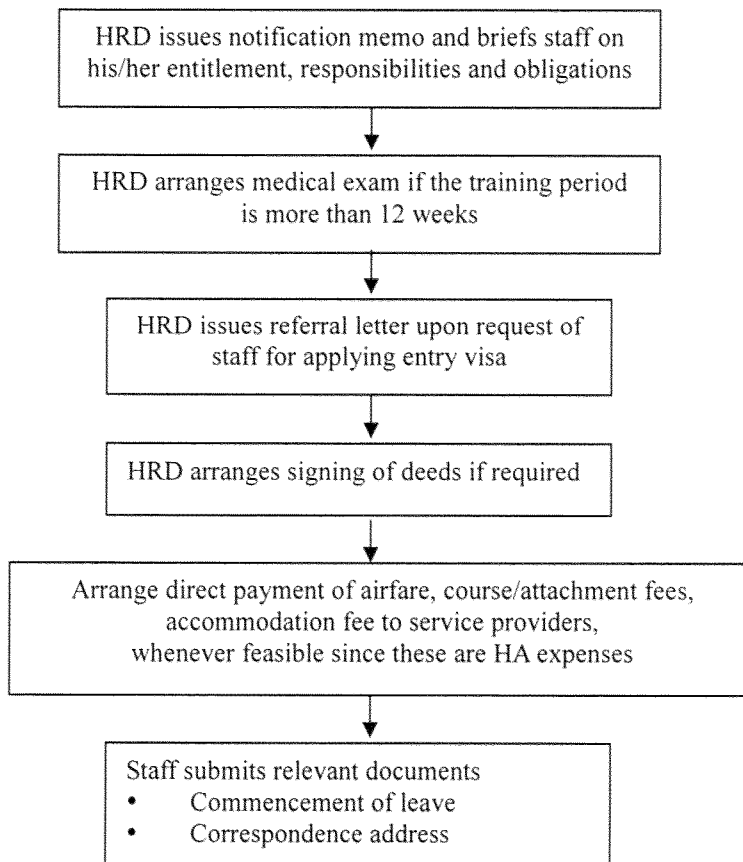 HRD issues notification memo and briefs staff on
his/her entitlement, responsibilities and obligations
HRD arranges medical exam if the training period
is more than 12 weeks
HRD issues referral letter upon request of
staff for applying entry visa
HRD arranges signing of deeds if required
Arrange direct payment of airfare, course/attachment fees,
accommodation fee to service providers,
whenever feasible since these are HA expenses
Staff submits relevant documents
• Commencement of leave
• Correspondence address